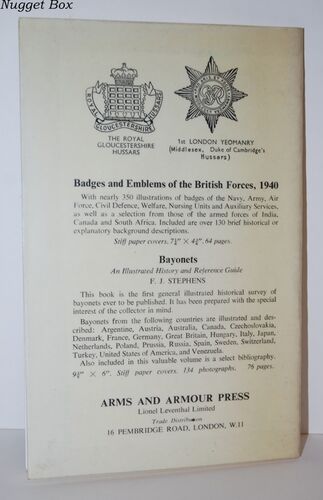 Nugget Box
ROYAL GLOUCESTERSHIRE HUSSARS
THE ROYAL
GLOUCESTERSHIRE
HUSSARS
1st LONDON YEOMANRY
(Middlesex, Duke of Cambridge's
Hussars)
Badges and Emblems of the British Forces, 1940
With nearly 350 illustrations of badges of the Navy, Army, Air
Force, Civil Defence, Welfare, Nursing Units and Auxiliary Services,
as well as a selection from those of the armed forces of India,
Canada and South Africa. Included are over 130 brief historical or
explanatory background descriptions.
Stiff paper covers, 7¼" × 4¾". 64 pages.
Bayonets
An Illustrated History and Reference Guide
F. J. STEPHENS
This book is the first general illustrated historical survey of
bayonets ever to be published. It has been prepared with the special
interest of the collector in mind.
Bayonets from the following countries are illustrated and des-
cribed: Argentine, Austria, Australia, Canada, Czechoslovakia,
Denmark, France, Germany, Great Britain, Hungary, Italy, Japan,
Netherlands, Poland, Prussia, Russia, Spain, Sweden, Switzerland,
Turkey, United States of America, and Venezuela.
Also included in this valuable volume is a select bibliography.
9¾" × 6". Stiff paper covers. 134 photographs. 76 pages.
ARMS AND ARMOUR PRESS
Lionel Leventhal Limited
Trade Distribution
16 PEMBRIDGE ROAD, LONDON, W.11